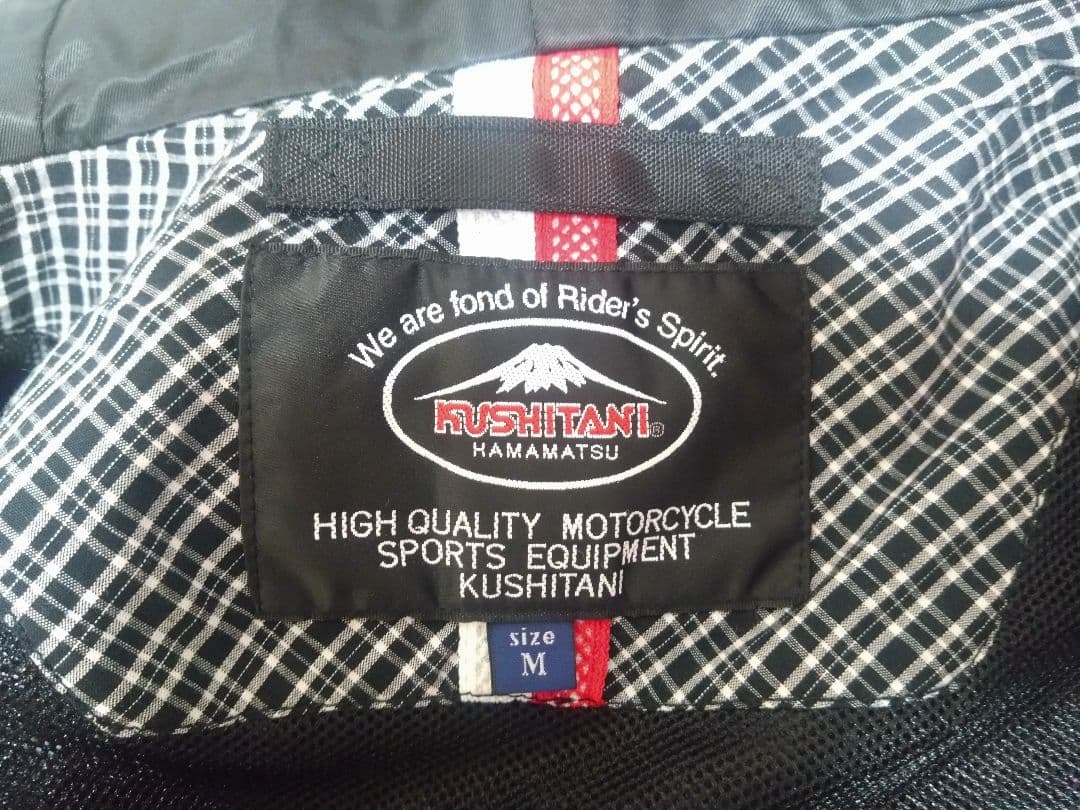 We are fond of Rider's Spirit.
KUSHITANI®
HAMAMATSU
HIGH QUALITY MOTORCYCLE
SPORTS EQUIPMENT
KUSHITANI
size
M